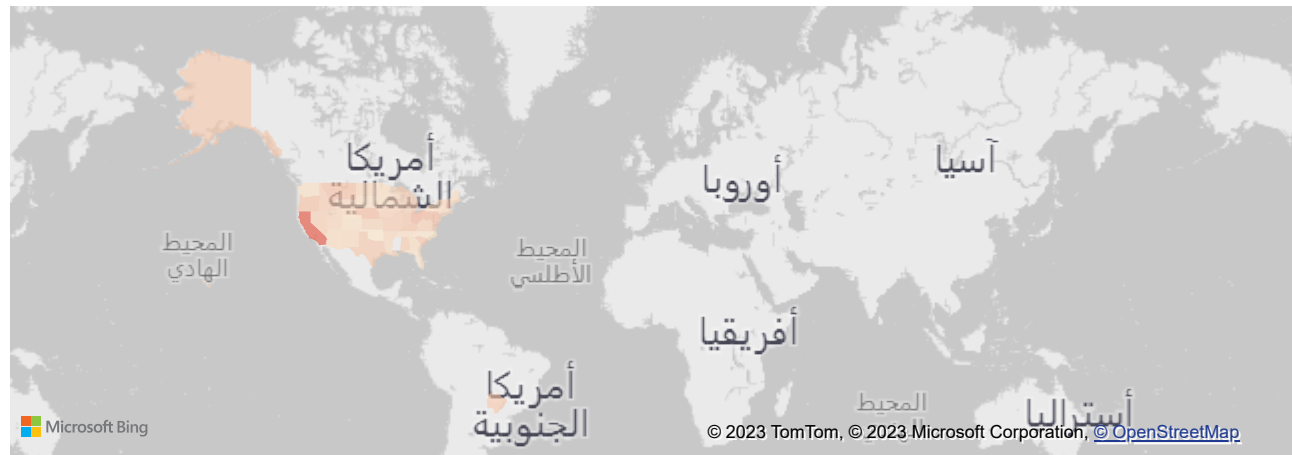 أمريكا
الشمالية
أوروبا
آسيا
المحيط
الهادي
المحيط
الأطلسي
أفريقيا
أمريكا
الجنوبية
المحيط
أستراليا
Microsoft Bing
© 2023 TomTom, © 2023 Microsoft Corporation, © OpenStreetMap